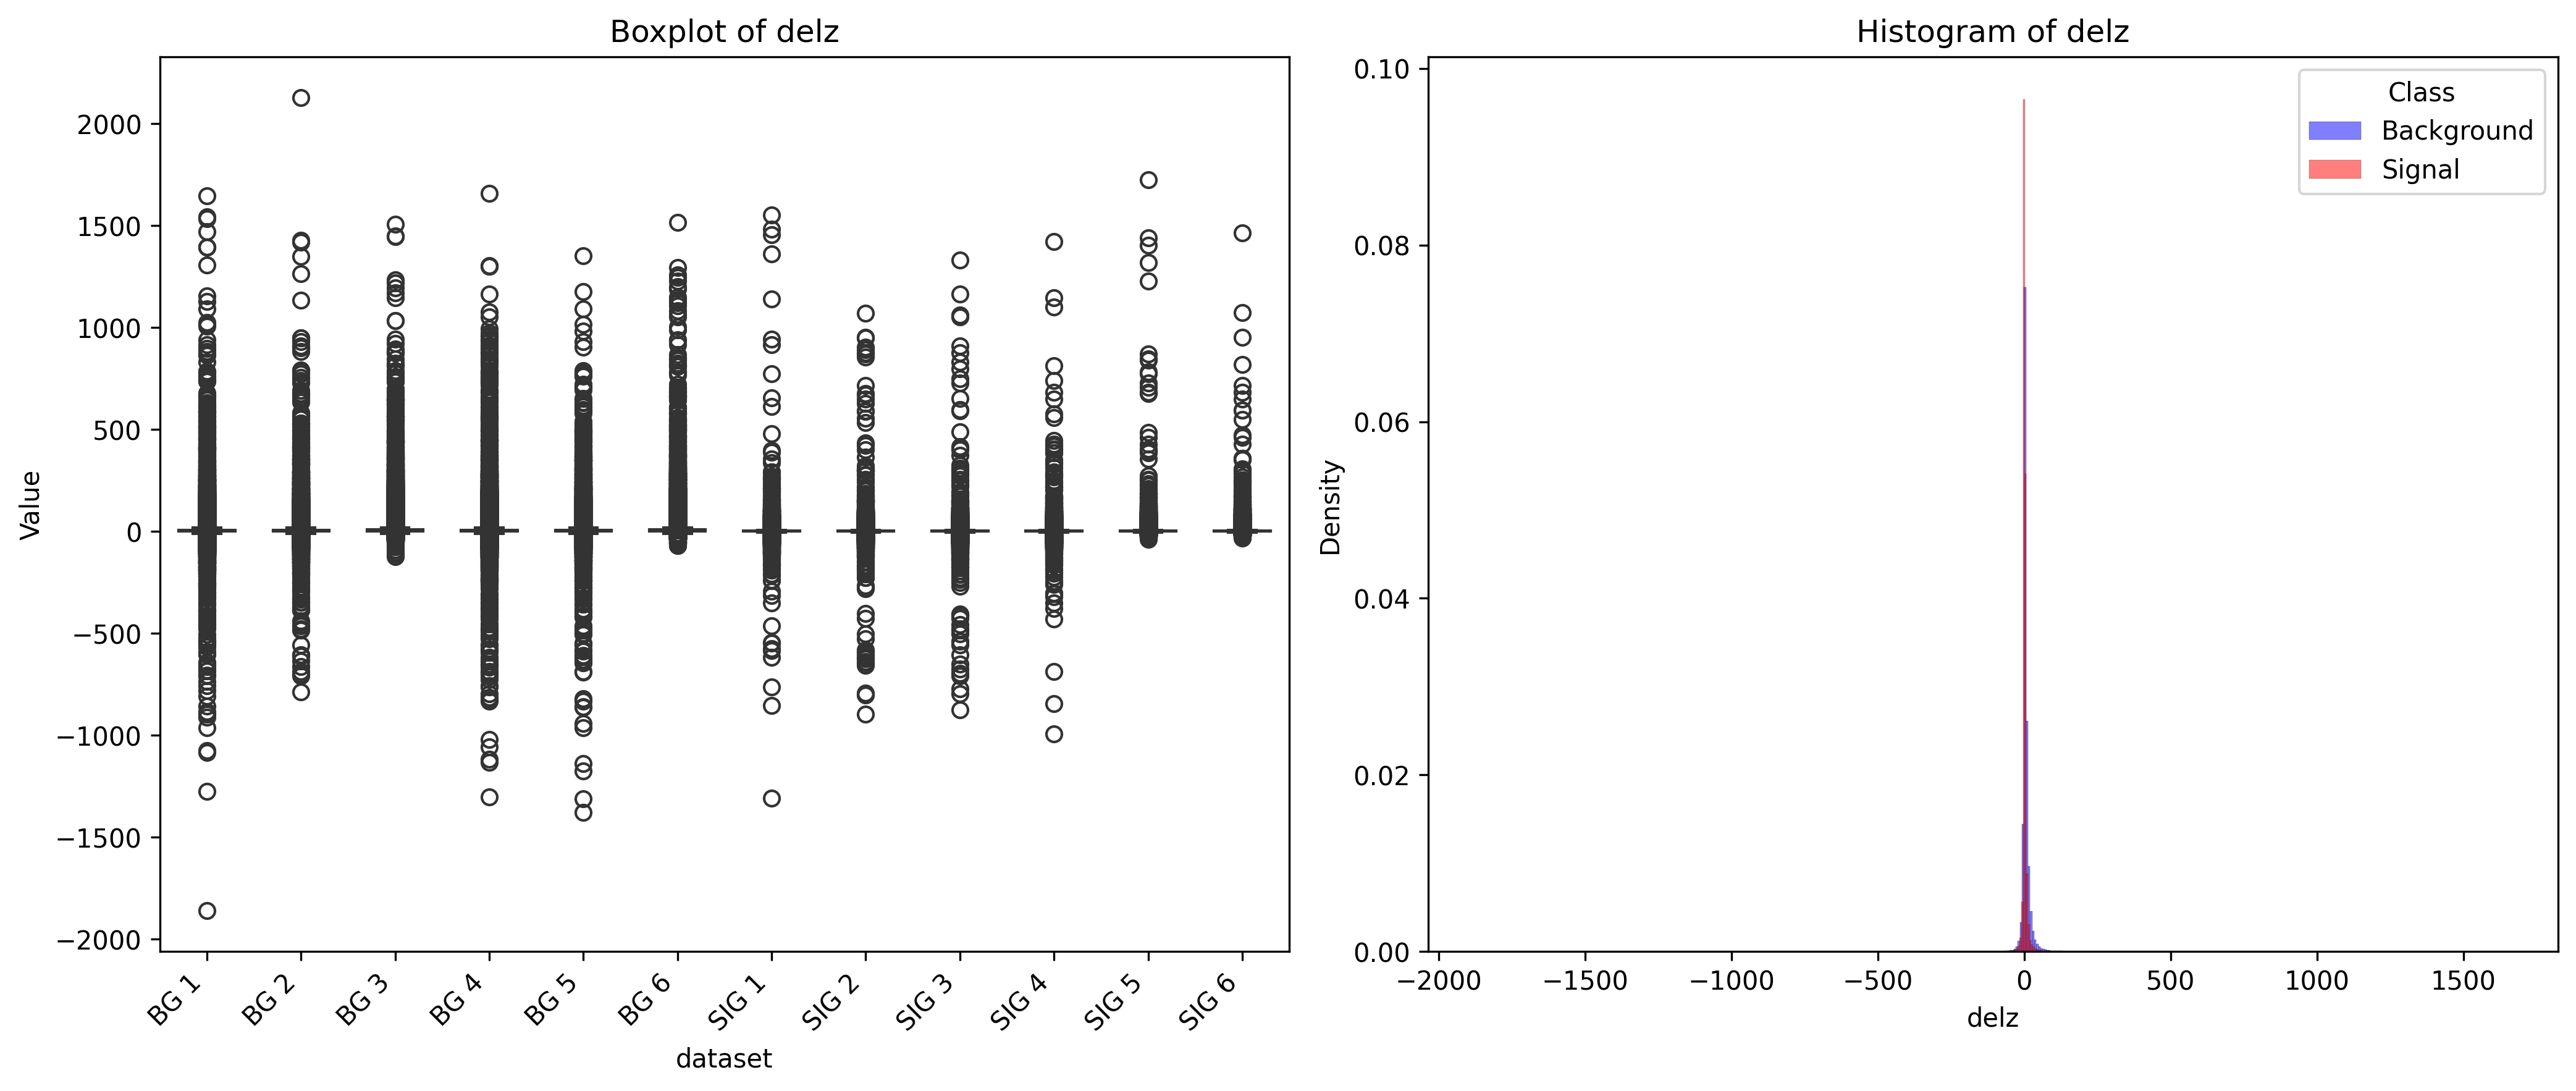 Boxplot of delz
Value
2000
1500
1000
500
0
−500
−1000
−1500
−2000
BG 1
BG 2
BG 3
BG 4
BG 5
BG 6
SIG 1
SIG 2
SIG 3
SIG 4
SIG 5
SIG 6
dataset
Histogram of delz
Density
0.10
0.08
0.06
0.04
0.02
0.00
−2000
−1500
−1000
−500
0
500
1000
1500
delz
Class
Background
Signal